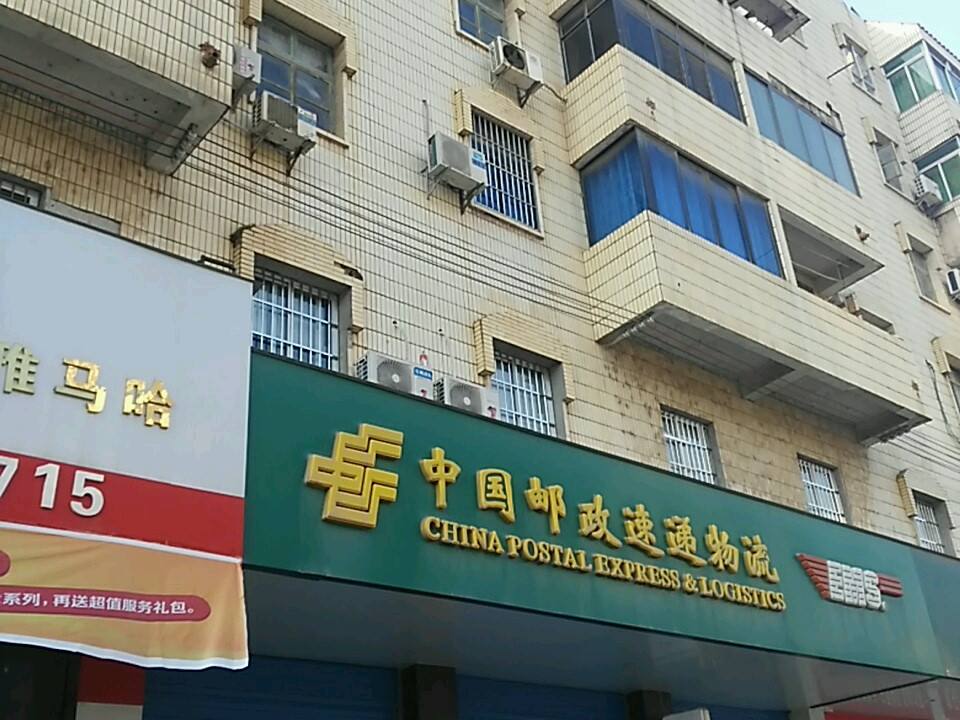 雅马哈
715
系列，再送超值服务礼包。
中国邮政速递物流
CHINA POSTAL EXPRESS & LOGISTICS
EMS